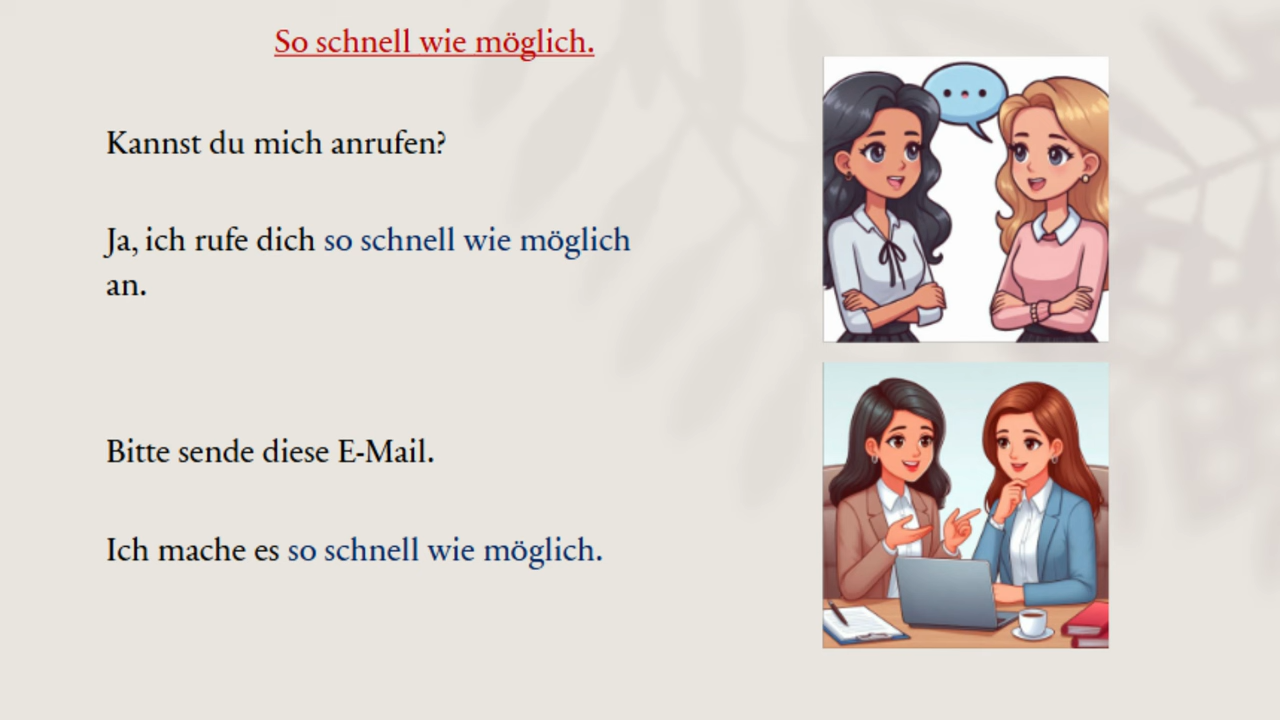 So schnell wie möglich.
Kannst du mich anrufen?
Ja, ich rufe dich so schnell wie möglich
an.
Bitte sende diese E-Mail.
Ich mache es so schnell wie möglich.